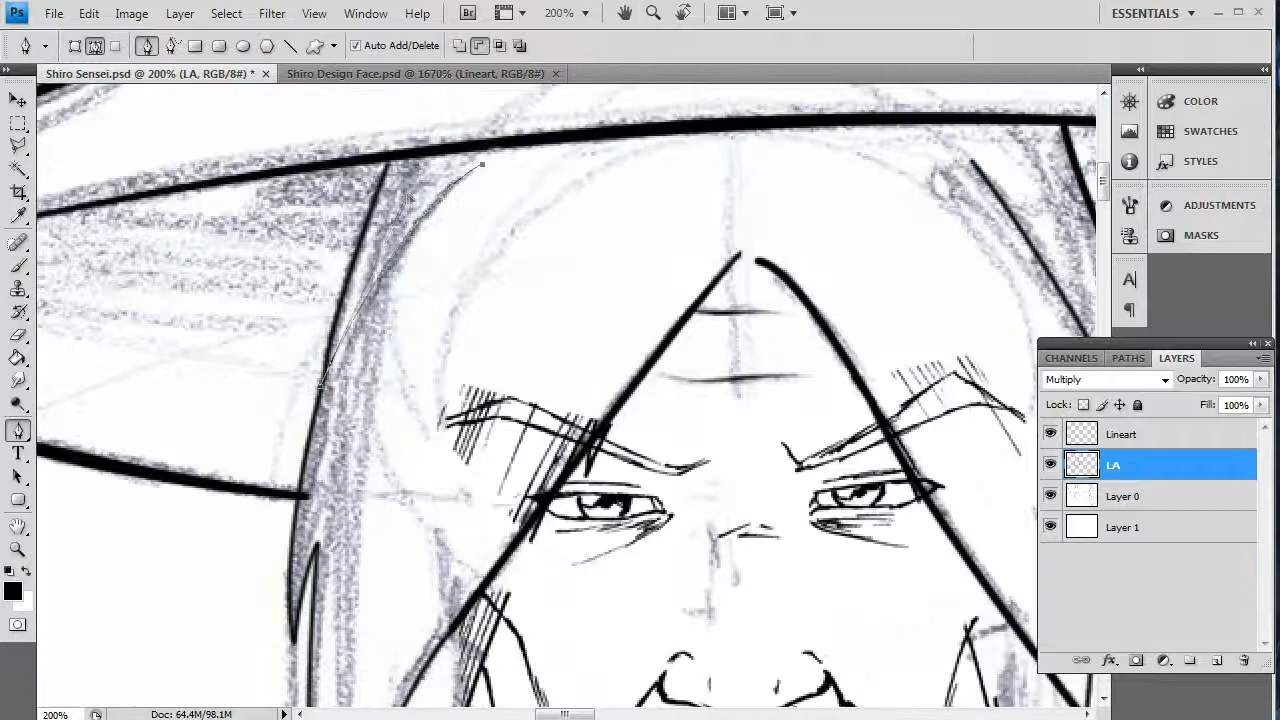 Ps File Edit Image Layer Select Filter View Window Help Br 200% ESSENTIALS
Auto Add/Delete
Shiro Sensei.psd @ 200% (LA, RGB/8#) * × Shiro Design Face.psd @ 1670% (Lineart, RGB/8#) ×
COLOR
SWATCHES
STYLES
ADJUSTMENTS
MASKS
CHANNELS PATHS LAYERS
Multiply Opacity: 100%
Lock: Fill: 100%
Lineart
LA
Layer 0
Layer 1
200% Doc: 64.4M/98.1M